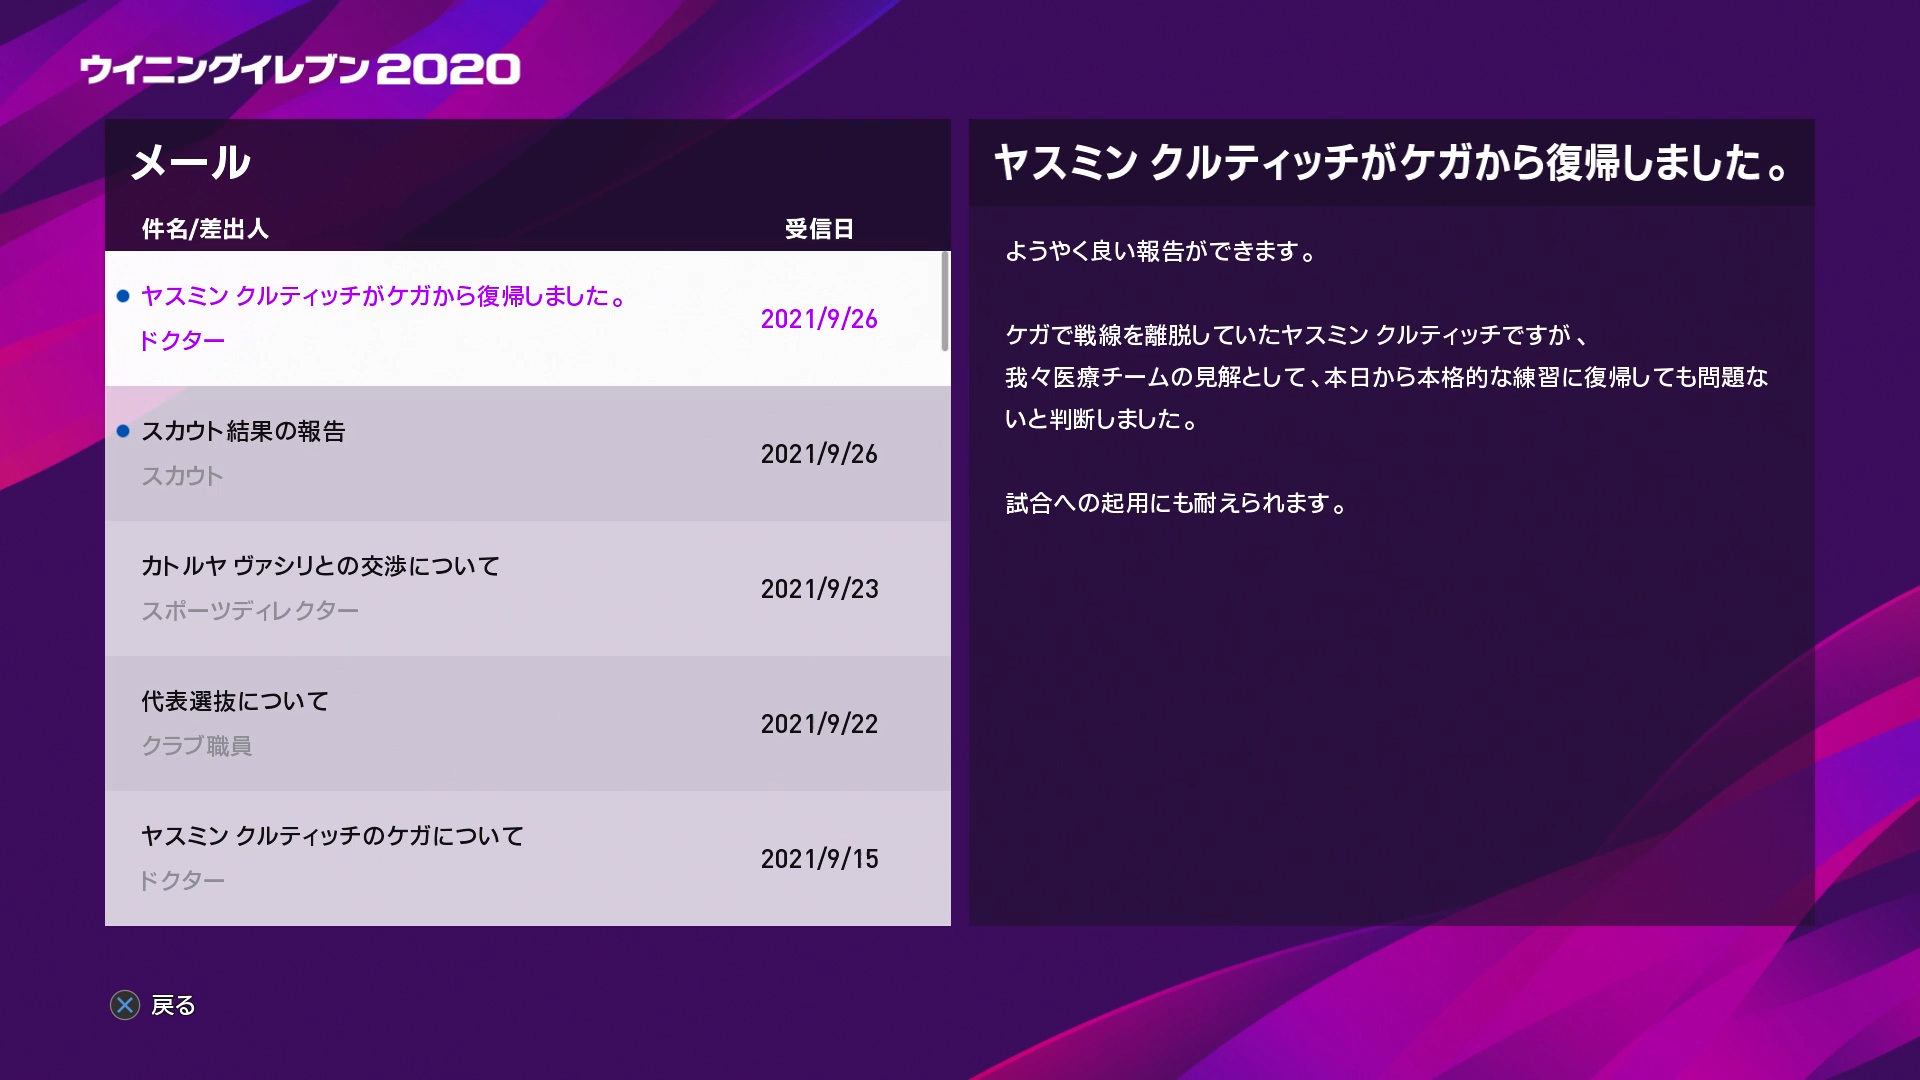 ウイニングイレブン2020
メール
件名/差出人 受信日
ヤスミン クルティッチがケガから復帰しました。
ドクター
2021/9/26
スカウト結果の報告
スカウト
2021/9/26
カトルヤ ヴァシリとの交渉について
スポーツディレクター
2021/9/23
代表選抜について
クラブ職員
2021/9/22
ヤスミン クルティッチのケガについて
ドクター
2021/9/15
ヤスミン クルティッチがケガから復帰しました。
ようやく良い報告ができます。
ケガで戦線を離脱していたヤスミン クルティッチですが、
我々医療チームの見解として、本日から本格的な練習に復帰しても問題な
いと判断しました。
試合への起用にも耐えられます。
戻る